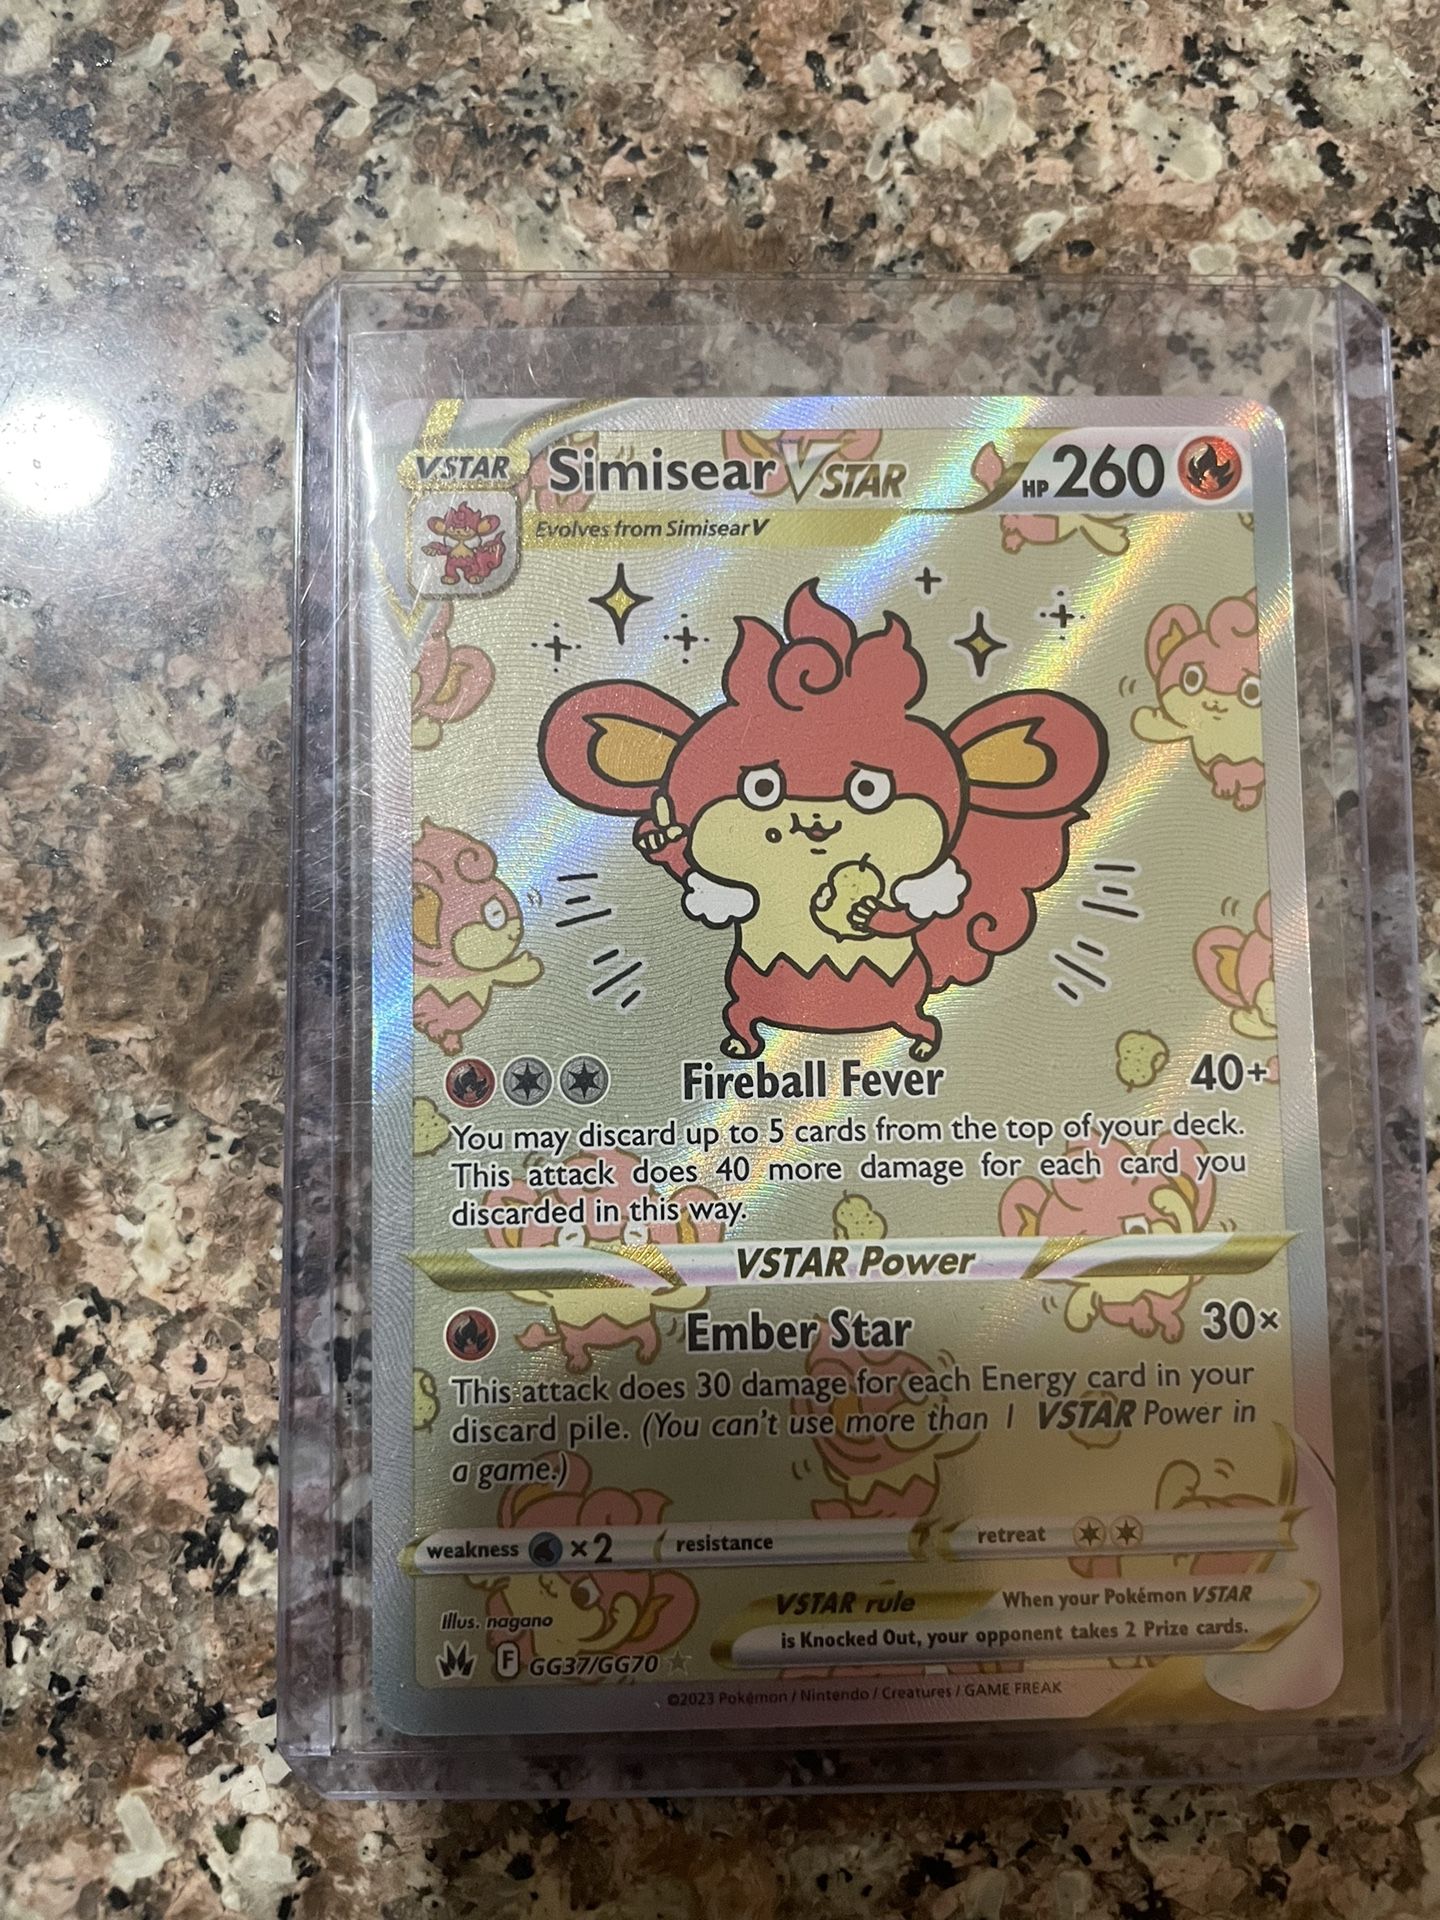 VSTAR
Simisear VSTAR
HP 260
Evolves from Simisear V
Fireball Fever 40+
You may discard up to 5 cards from the top of your deck.
This attack does 40 more damage for each card you
discarded in this way.
VSTAR Power
Ember Star 30×
This attack does 30 damage for each Energy card in your
discard pile. (You can't use more than 1 VSTAR Power in
a game.)
weakness ×2 resistance retreat
Illus. nagano
VSTAR rule When your Pokémon VSTAR
is Knocked Out, your opponent takes 2 Prize cards.
F GG37/GG70
©2023 Pokémon / Nintendo / Creatures / GAME FREAK